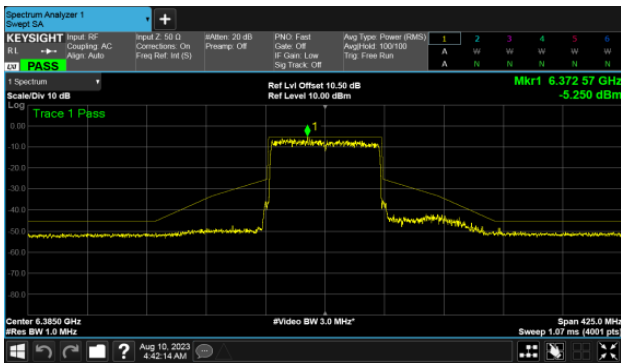 Spectrum Analyzer 1
Swept SA
KEYSIGHT Input: RF Input Z: 50 Ω #Atten: 20 dB PNO: Fast Avg Type: Power (RMS) 1 2 3 4 5 6
RL Coupling: AC Corrections: On Preamp: Off Gate: Off Avg|Hold: 100/100 A W W W W W
Align: Auto Freq Ref: Int (S) IF Gain: Low Trig: Free Run
PASS Sig Track: Off A N N N N N
1 Spectrum Ref Lvl Offset 10.50 dB Mkr1 6.372 57 GHz
Scale/Div 10 dB Ref Level 10.00 dBm -5.250 dBm
Log
Trace 1 Pass
0.00
1
-10.0
-20.0
-30.0
-40.0
-50.0
-60.0
-70.0
-80.0
Center 6.3850 GHz #Video BW 3.0 MHz* Span 425.0 MHz
#Res BW 1.0 MHz Sweep 1.07 ms (4001 pts)
Aug 10, 2023
4:42:14 AM